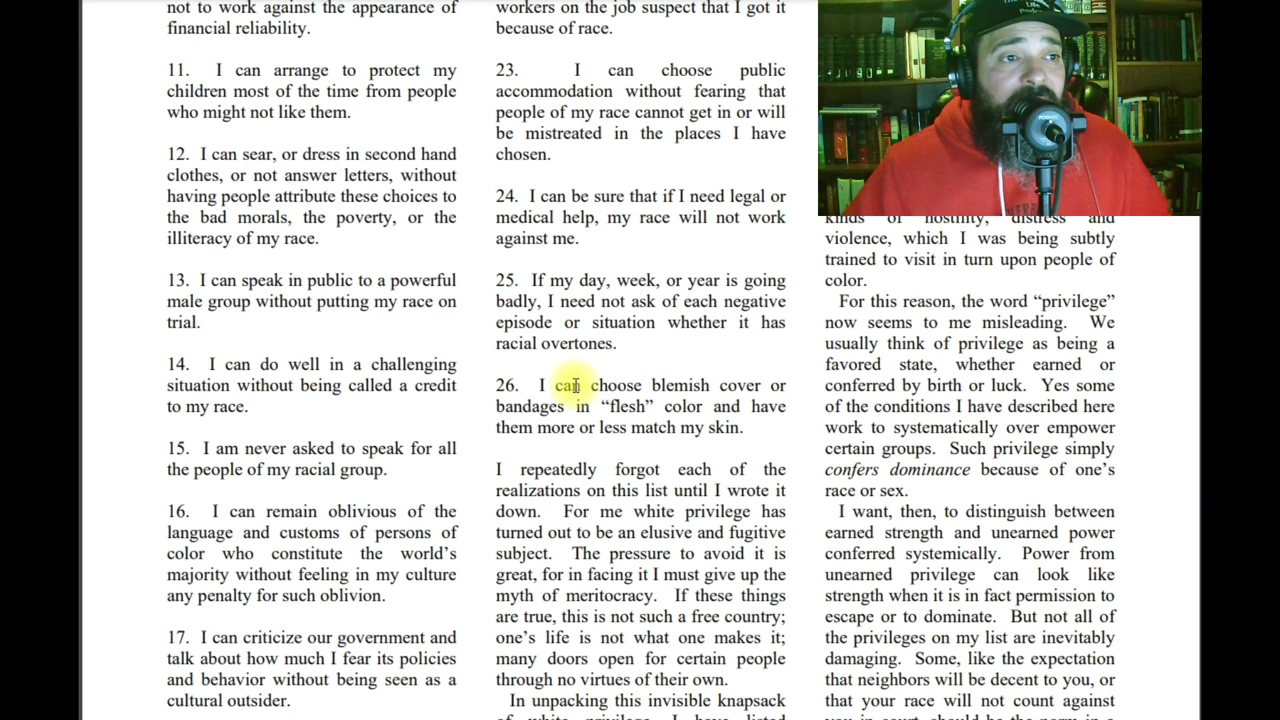 not to work against the appearance of
financial reliability.
11. I can arrange to protect my
children most of the time from people
who might not like them.
12. I can sear, or dress in second hand
clothes, or not answer letters, without
having people attribute these choices to
the bad morals, the poverty, or the
illiteracy of my race.
13. I can speak in public to a powerful
male group without putting my race on
trial.
14. I can do well in a challenging
situation without being called a credit
to my race.
15. I am never asked to speak for all
the people of my racial group.
16. I can remain oblivious of the
language and customs of persons of
color who constitute the world's
majority without feeling in my culture
any penalty for such oblivion.
17. I can criticize our government and
talk about how much I fear its policies
and behavior without being seen as a
cultural outsider.
workers on the job suspect that I got it
because of race.
23. I can choose public
accommodation without fearing that
people of my race cannot get in or will
be mistreated in the places I have
chosen.
24. I can be sure that if I need legal or
medical help, my race will not work
against me.
25. If my day, week, or year is going
badly, I need not ask of each negative
episode or situation whether it has
racial overtones.
26. I can choose blemish cover or
bandages in “flesh” color and have
them more or less match my skin.
I repeatedly forgot each of the
realizations on this list until I wrote it
down. For me white privilege has
turned out to be an elusive and fugitive
subject. The pressure to avoid it is
great, for in facing it I must give up the
myth of meritocracy. If these things
are true, this is not such a free country;
one's life is not what one makes it;
many doors open for certain people
through no virtues of their own.
In unpacking this invisible knapsack
of white privilege, I have listed
kinds of hostility, distress and
violence, which I was being subtly
trained to visit in turn upon people of
color.
For this reason, the word “privilege”
now seems to me misleading. We
usually think of privilege as being a
favored state, whether earned or
conferred by birth or luck. Yes some
of the conditions I have described here
work to systematically over empower
certain groups. Such privilege simply
confers dominance because of one's
race or sex.
I want, then, to distinguish between
earned strength and unearned power
conferred systemically. Power from
unearned privilege can look like
strength when it is in fact permission to
escape or to dominate. But not all of
the privileges on my list are inevitably
damaging. Some, like the expectation
that neighbors will be decent to you, or
that your race will not count against
you in court, should be the norm in a